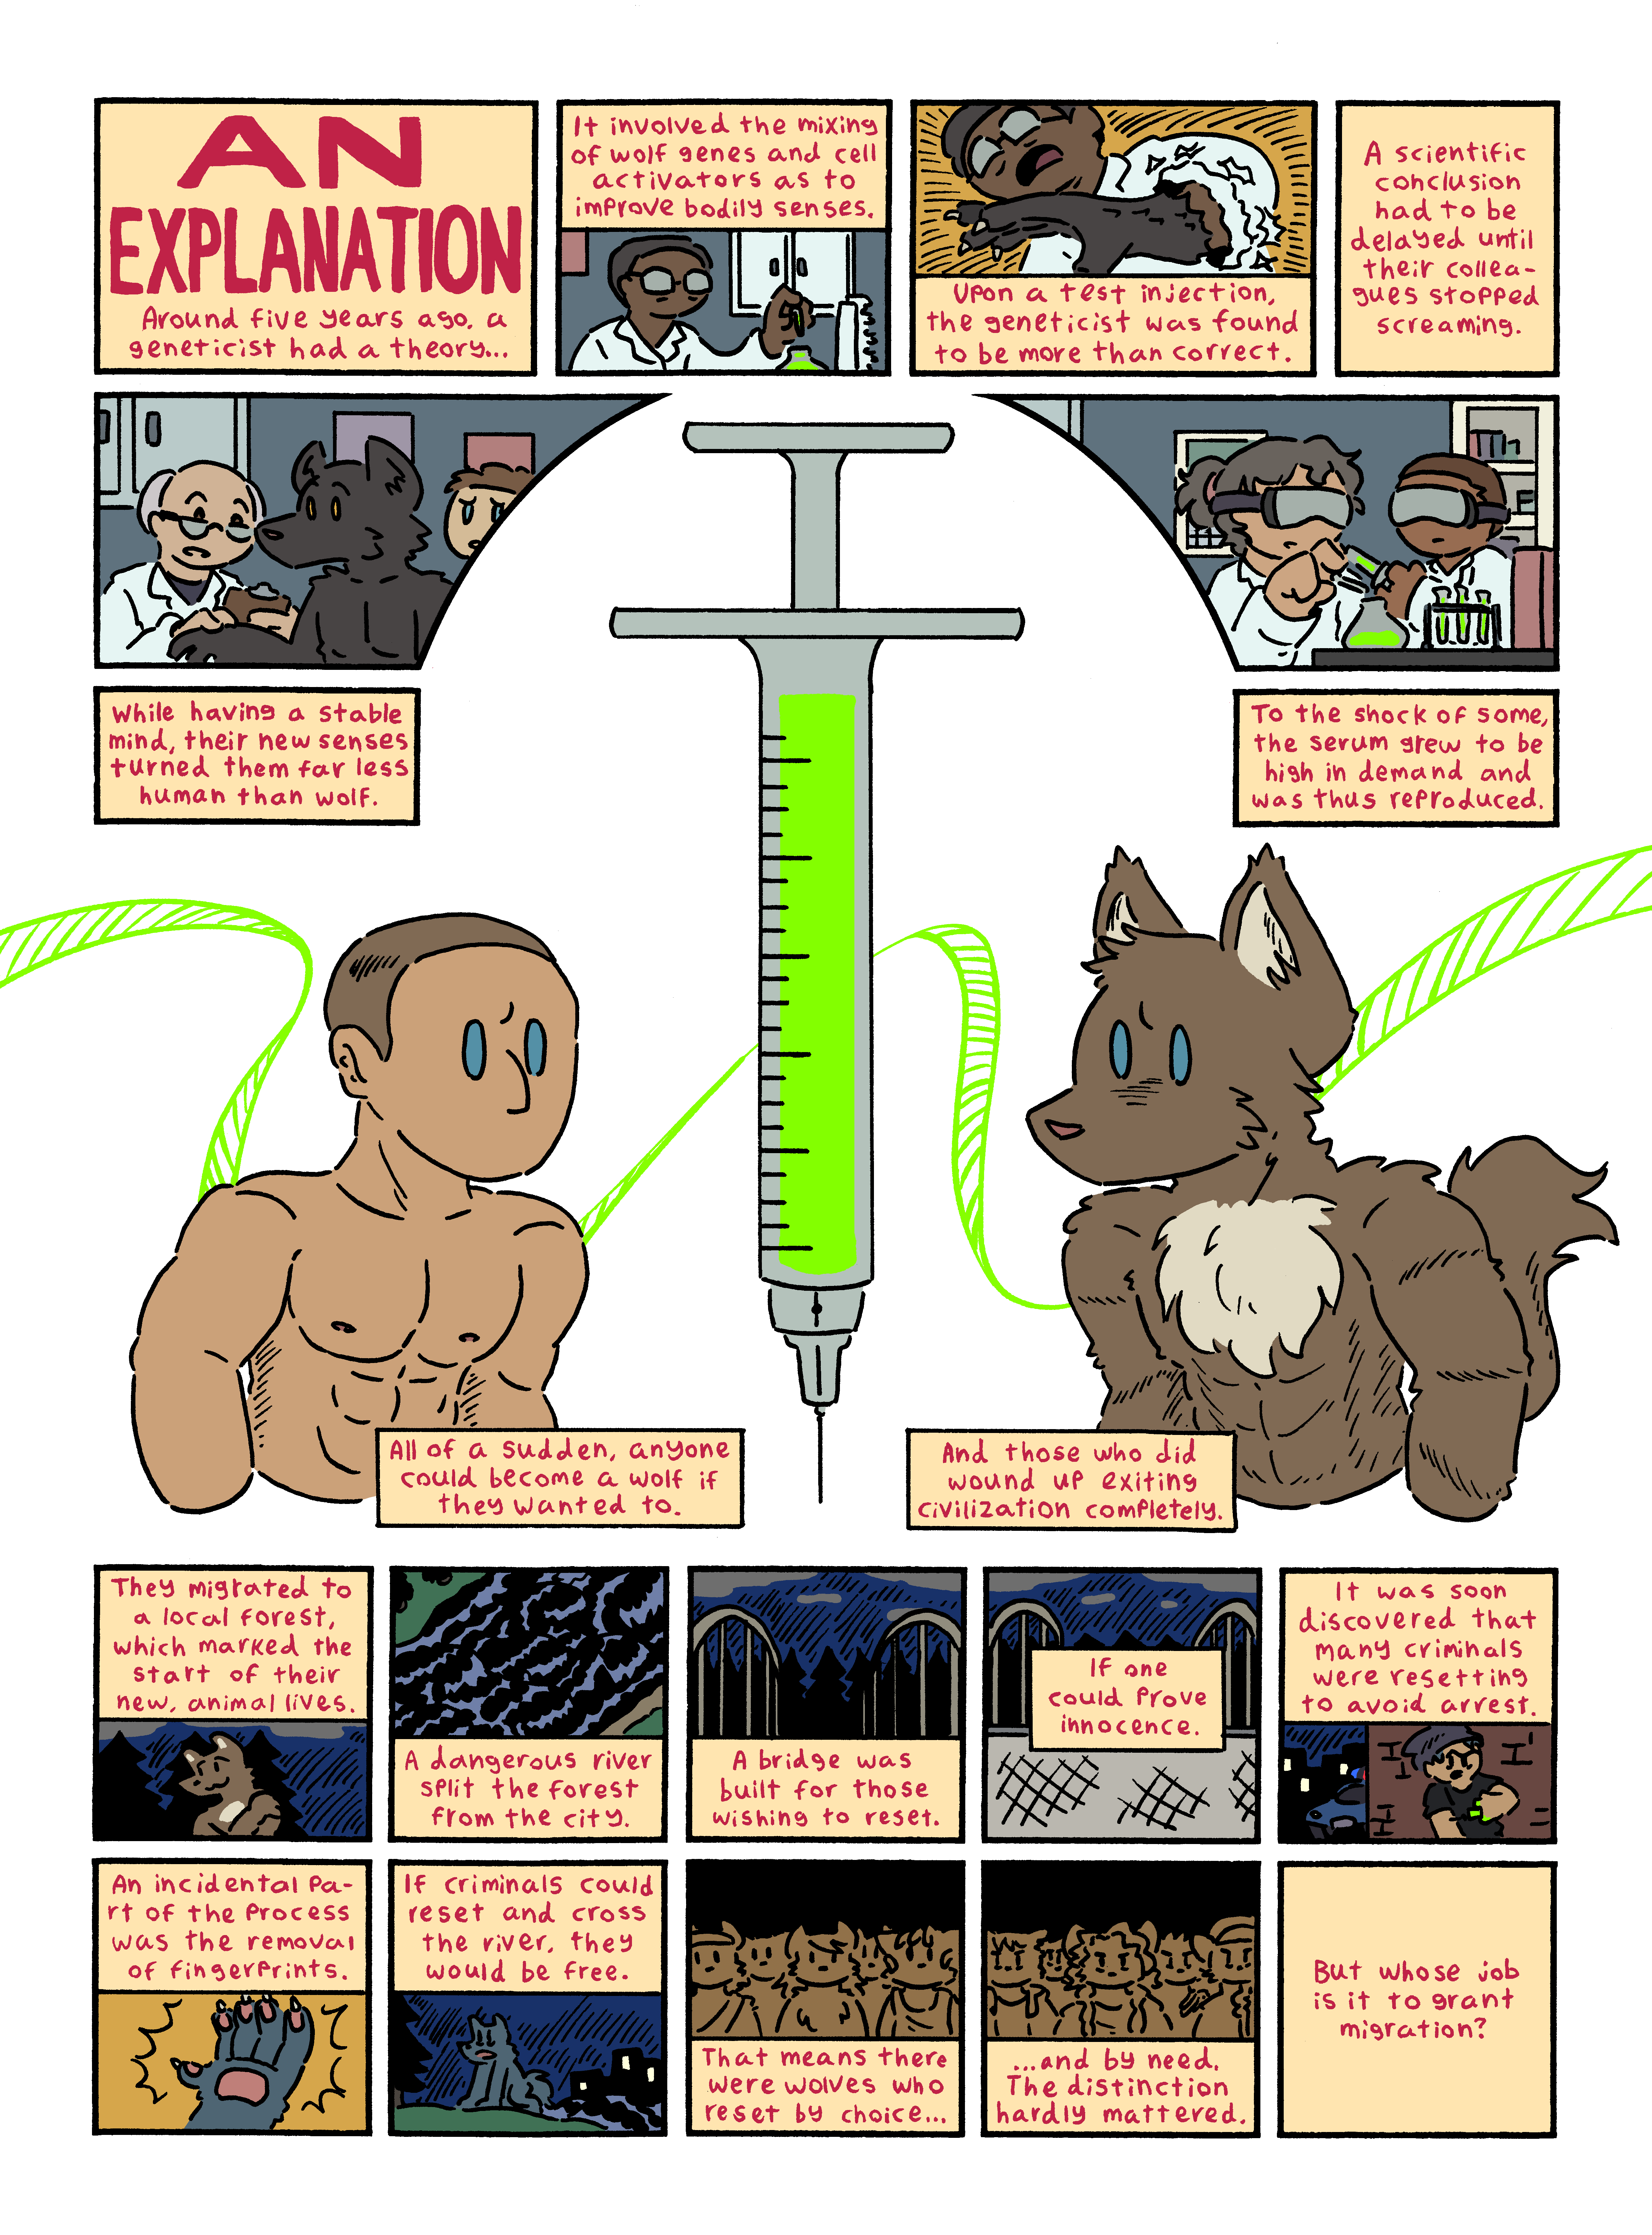 AN
EXPLANATION
Around five years ago, a
geneticist had a theory...
It involved the mixing
of wolf genes and cell
activators as to
improve bodily senses.
Upon a test injection,
the geneticist was found
to be more than correct.
A scientific
conclusion
had to be
delayed until
their collea-
gues stopped
screaming.
While having a stable
mind, their new senses
turned them far less
human than wolf.
To the shock of some,
the serum grew to be
high in demand and
was thus reproduced.
All of a sudden, anyone
could become a wolf if
they wanted to.
And those who did
wound up exiting
civilization completely.
They migrated to
a local forest,
which marked the
start of their
new, animal lives.
A dangerous river
split the forest
from the city.
A bridge was
built for those
wishing to reset.
If one
could prove
innocence.
It was soon
discovered that
many criminals
were resetting
to avoid arrest.
An incidental pa-
rt of the process
was the removal
of fingerprints.
If criminals could
reset and cross
the river, they
would be free.
That means there
were wolves who
reset by choice...
...and by need.
The distinction
hardly mattered.
But whose job
is it to grant
migration?